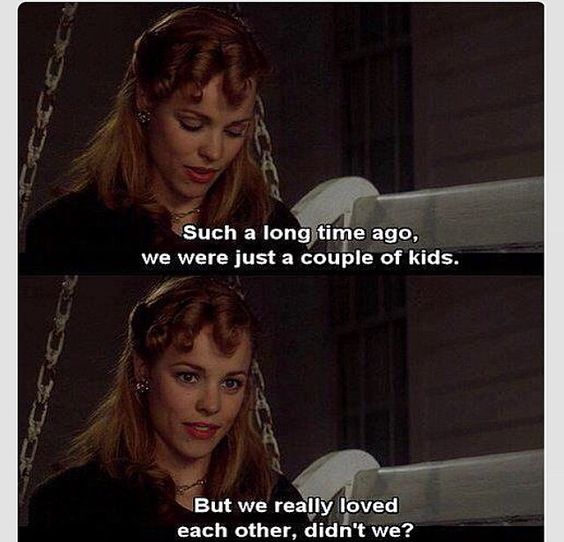 Such a long time ago,
we were just a couple of kids.
But we really loved
each other, didn't we?